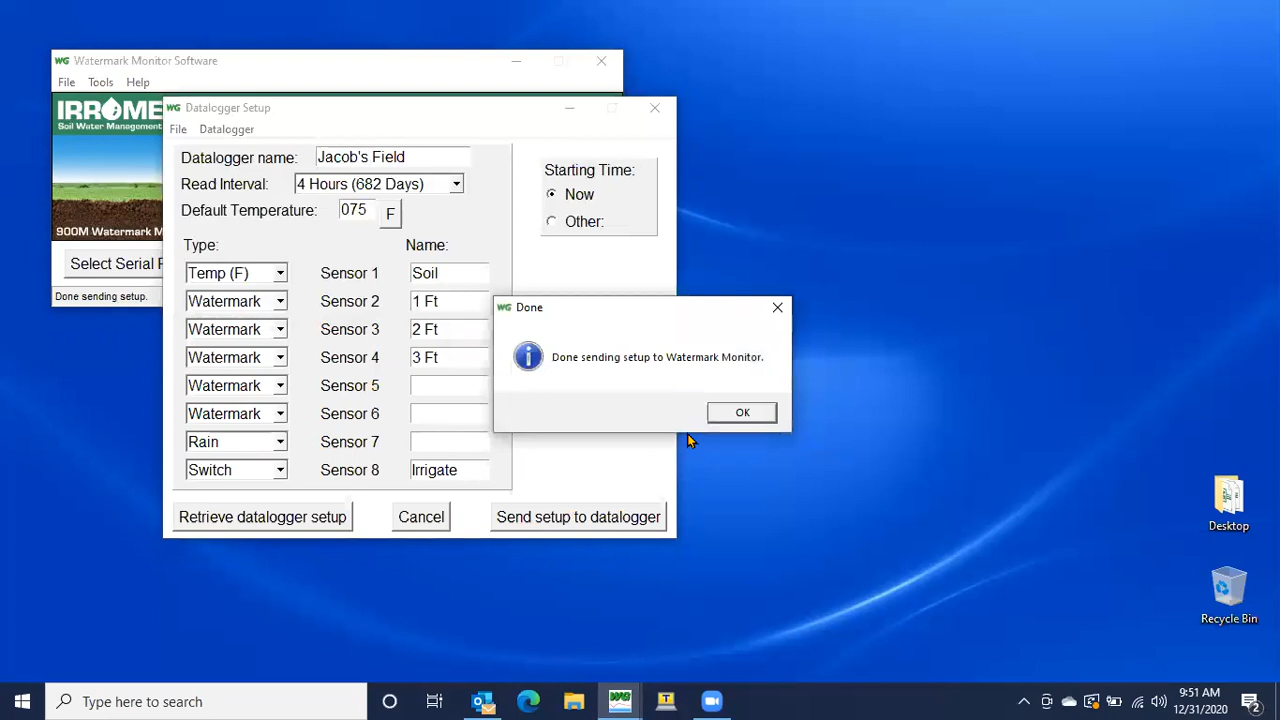 WG Watermark Monitor Software
File Tools Help
IRROME
Soil Water Management
900M Watermark M
Select Serial P
Done sending setup.
WG Datalogger Setup
File Datalogger
Datalogger name: Jacob's Field
Read Interval: 4 Hours (682 Days)
Default Temperature: 075 F
Starting Time:
Now
Other:
Type: Name:
Temp (F) Sensor 1 Soil
Watermark Sensor 2 1 Ft
Watermark Sensor 3 2 Ft
Watermark Sensor 4 3 Ft
Watermark Sensor 5
Watermark Sensor 6
Rain Sensor 7
Switch Sensor 8 Irrigate
Retrieve datalogger setup Cancel Send setup to datalogger
WG Done
Done sending setup to Watermark Monitor.
OK
Desktop
Recycle Bin
Type here to search
WG
T
9:51 AM
12/31/2020
2